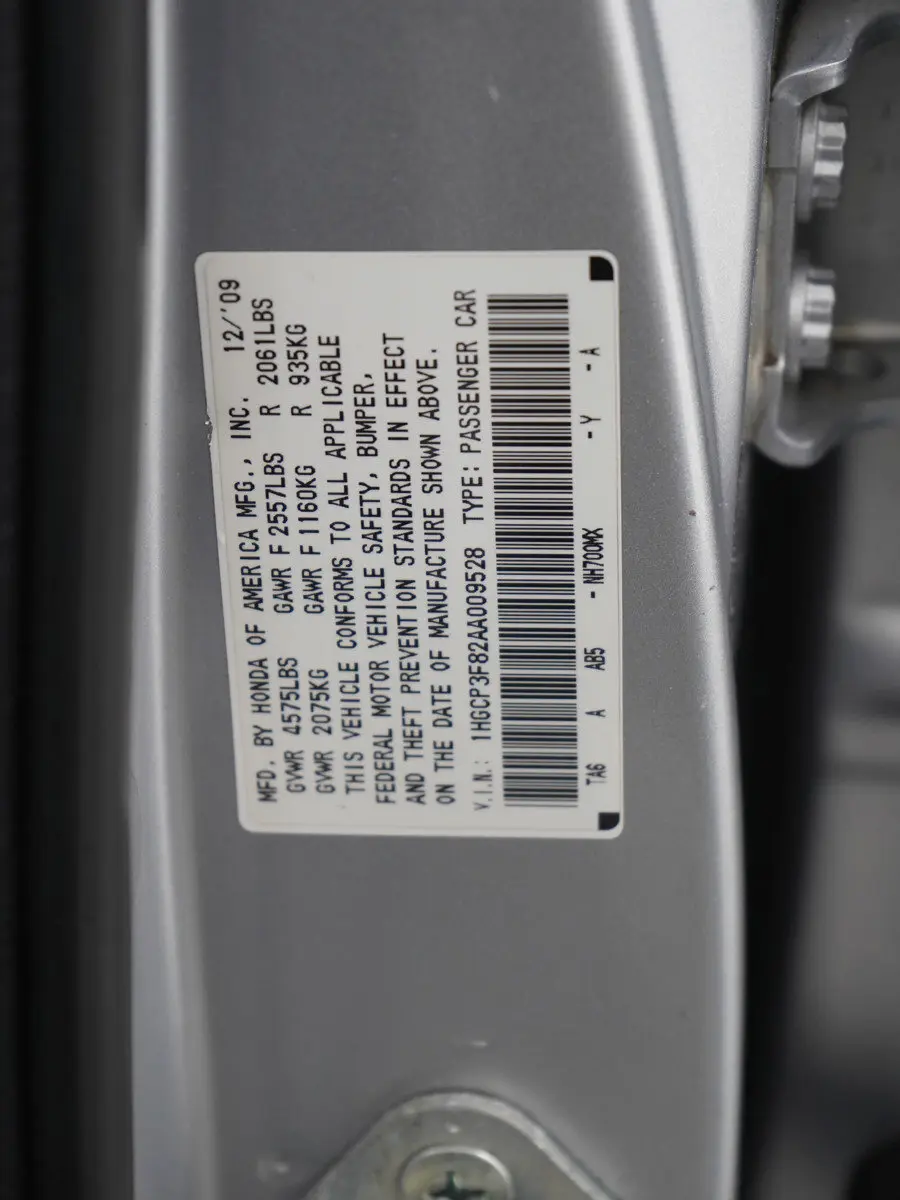 MFD. BY HONDA OF AMERICA MFG., INC. 12/'09
GVWR 4575LBS GAWR F 2557LBS R 2061LBS
GVWR 2075KG GAWR F 1160KG R 935KG
THIS VEHICLE CONFORMS TO ALL APPLICABLE
FEDERAL MOTOR VEHICLE SAFETY, BUMPER,
AND THEFT PREVENTION STANDARDS IN EFFECT
ON THE DATE OF MANUFACTURE SHOWN ABOVE.
V.I.N.: 1HGCP3F82AA009528 TYPE: PASSENGER CAR
TA6 A AB5 - NH700MX - Y - A